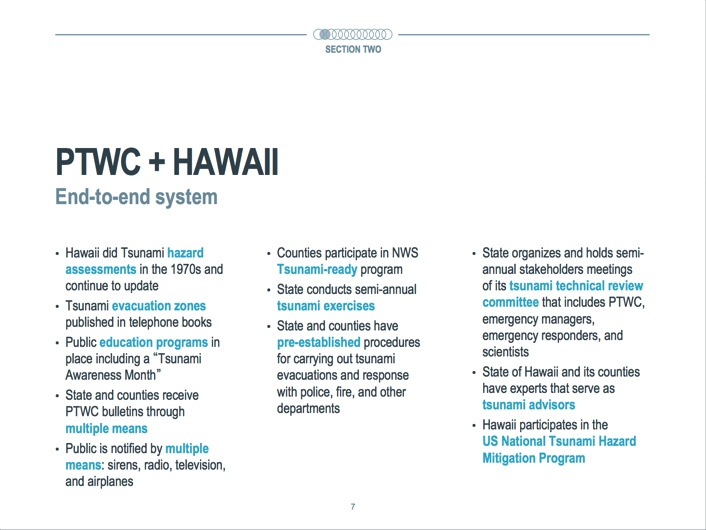 SECTION TWO
PTWC + HAWAII
End-to-end system
• Hawaii did Tsunami hazard
assessments in the 1970s and
continue to update
• Tsunami evacuation zones
published in telephone books
• Public education programs in
place including a “Tsunami
Awareness Month”
• State and counties receive
PTWC bulletins through
multiple means
• Public is notified by multiple
means: sirens, radio, television,
and airplanes
• Counties participate in NWS
Tsunami-ready program
• State conducts semi-annual
tsunami exercises
• State and counties have
pre-established procedures
for carrying out tsunami
evacuations and response
with police, fire, and other
departments
• State organizes and holds semi-
annual stakeholders meetings
of its tsunami technical review
committee that includes PTWC,
emergency managers,
emergency responders, and
scientists
• State of Hawaii and its counties
have experts that serve as
tsunami advisors
• Hawaii participates in the
US National Tsunami Hazard
Mitigation Program
7